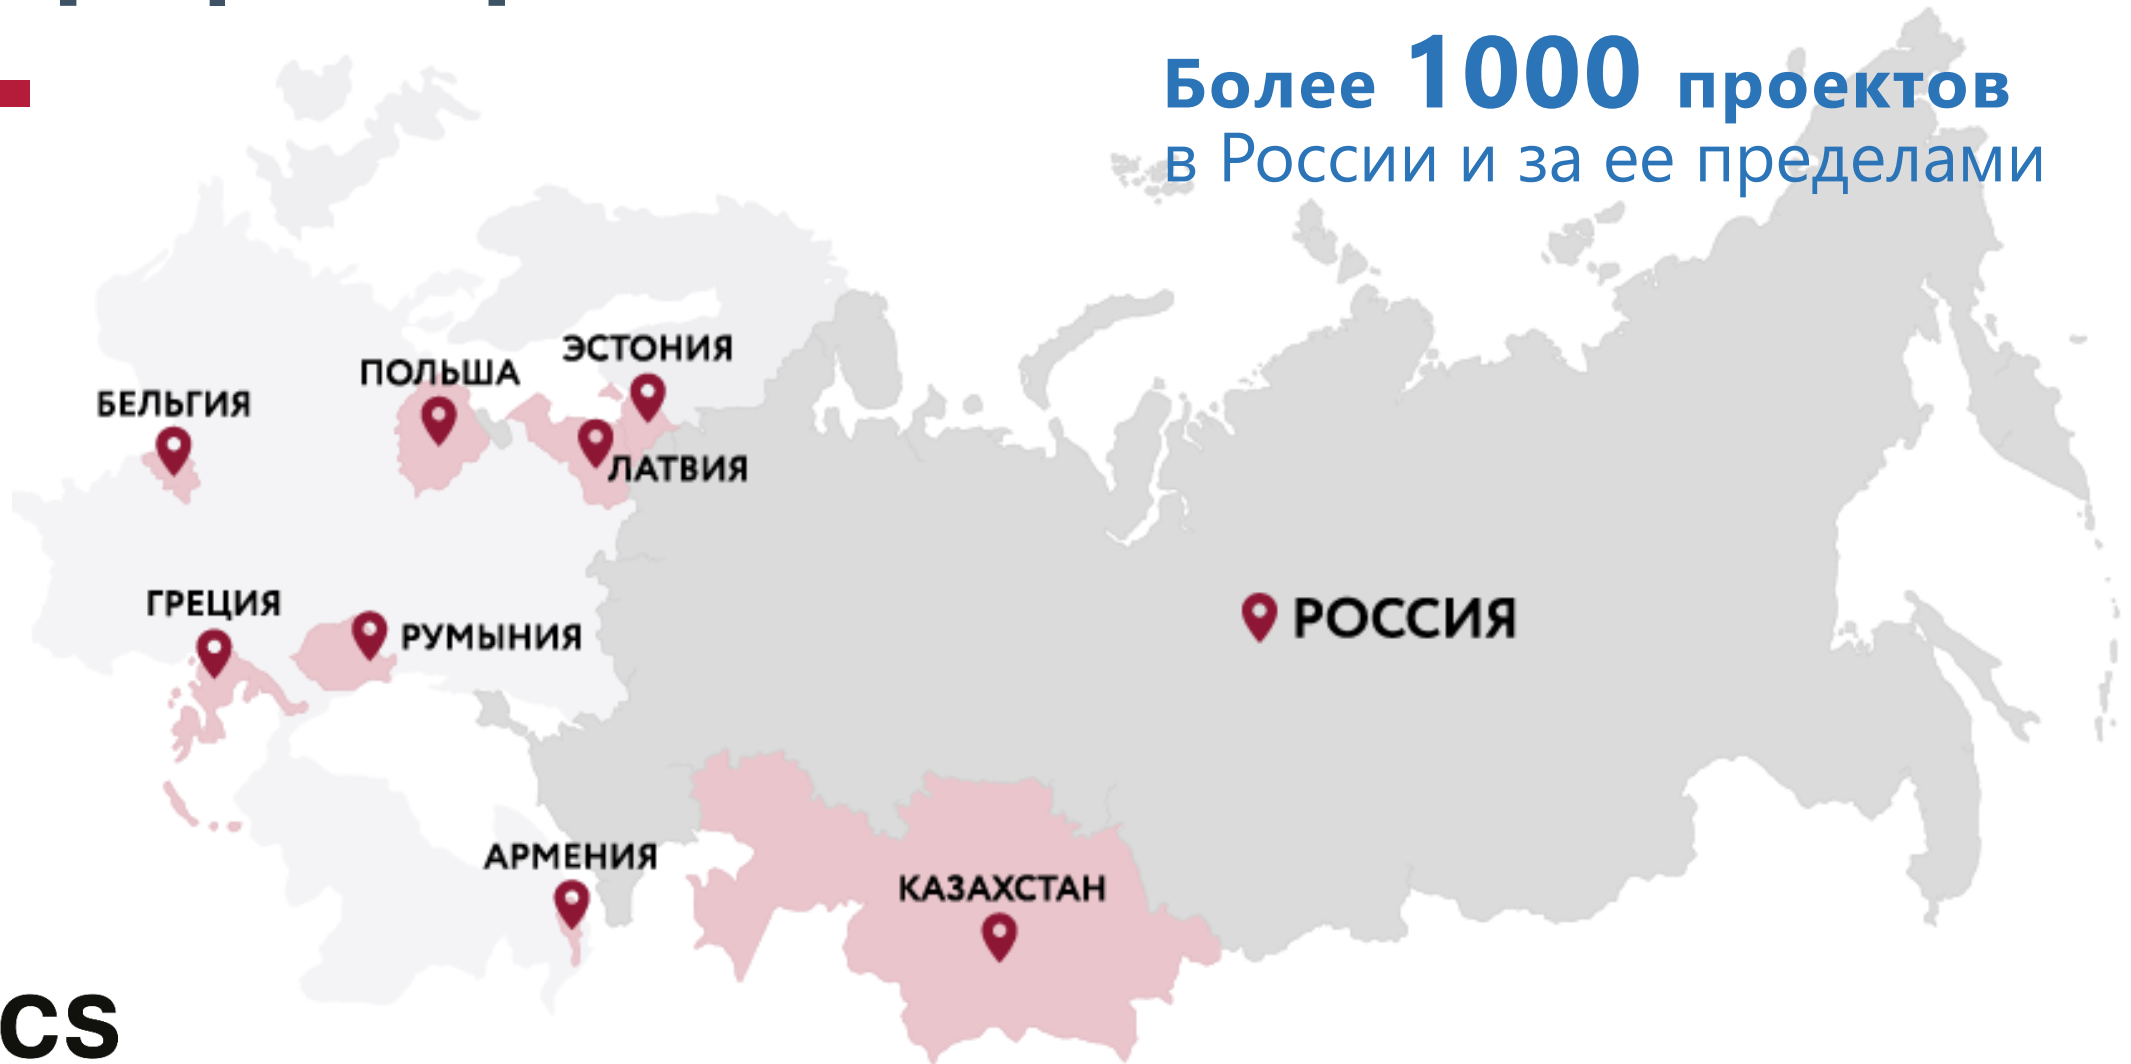 Более 1000 проектов
в России и за ее пределами
ЭСТОНИЯ
ПОЛЬША
БЕЛЬГИЯ
ЛАТВИЯ
ГРЕЦИЯ
РУМЫНИЯ
РОССИЯ
АРМЕНИЯ
КАЗАХСТАН
cs